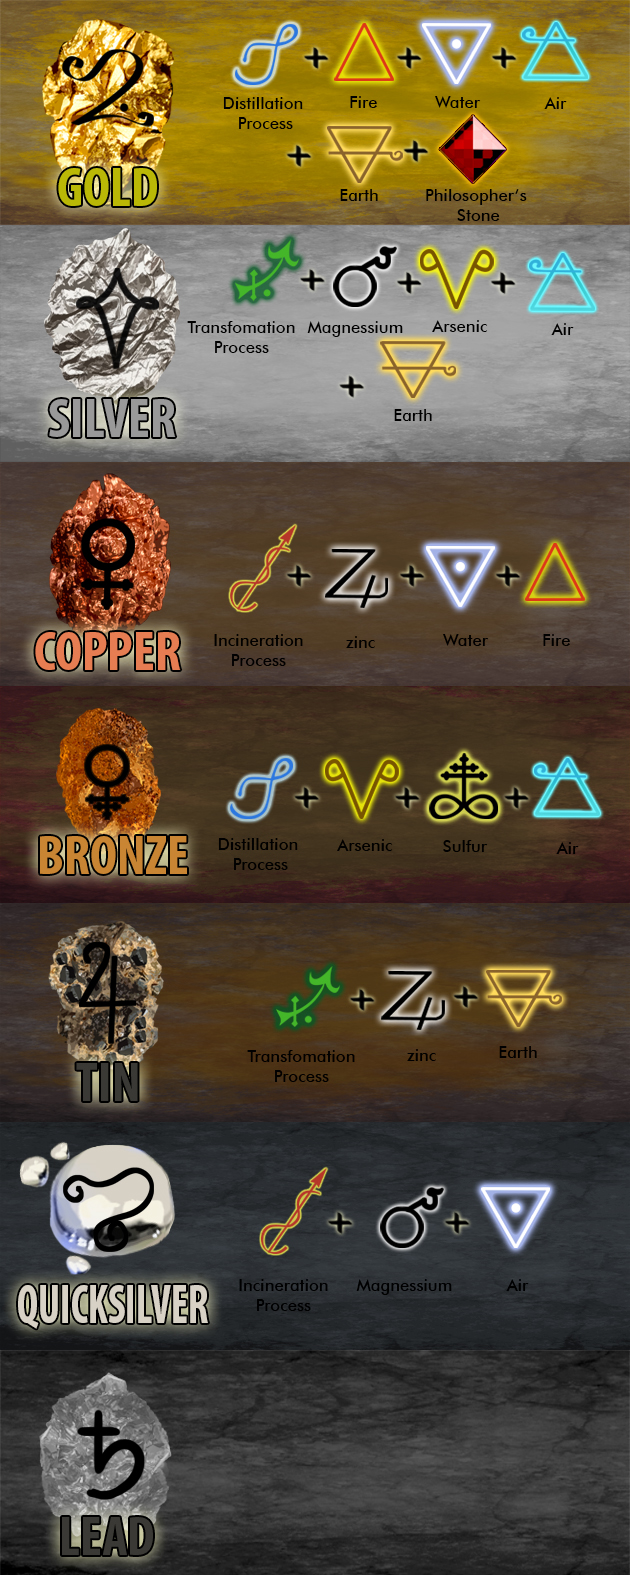 GOLD
Distillation
Process
+
Fire
+
Water
+
Air
+
Earth
+
Philosopher's
Stone
SILVER
Transfomation
Process
+
Magnessium
+
Arsenic
+
Air
+
Earth
COPPER
Incineration
Process
+
zinc
+
Water
+
Fire
BRONZE
Distillation
Process
+
Arsenic
+
Sulfur
+
Air
TIN
Transfomation
Process
+
zinc
+
Earth
QUICKSILVER
Incineration
Process
+
Magnessium
+
Air
LEAD